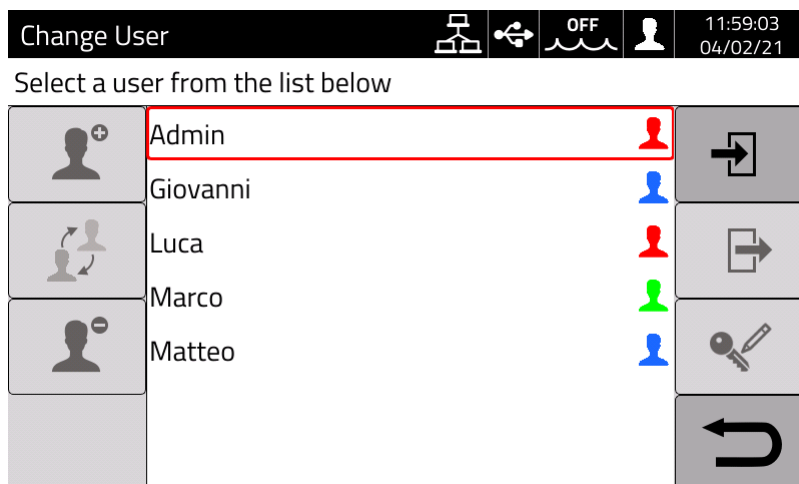 Change User
OFF
11:59:03
04/02/21
Select a user from the list below
Admin
Giovanni
Luca
Marco
Matteo